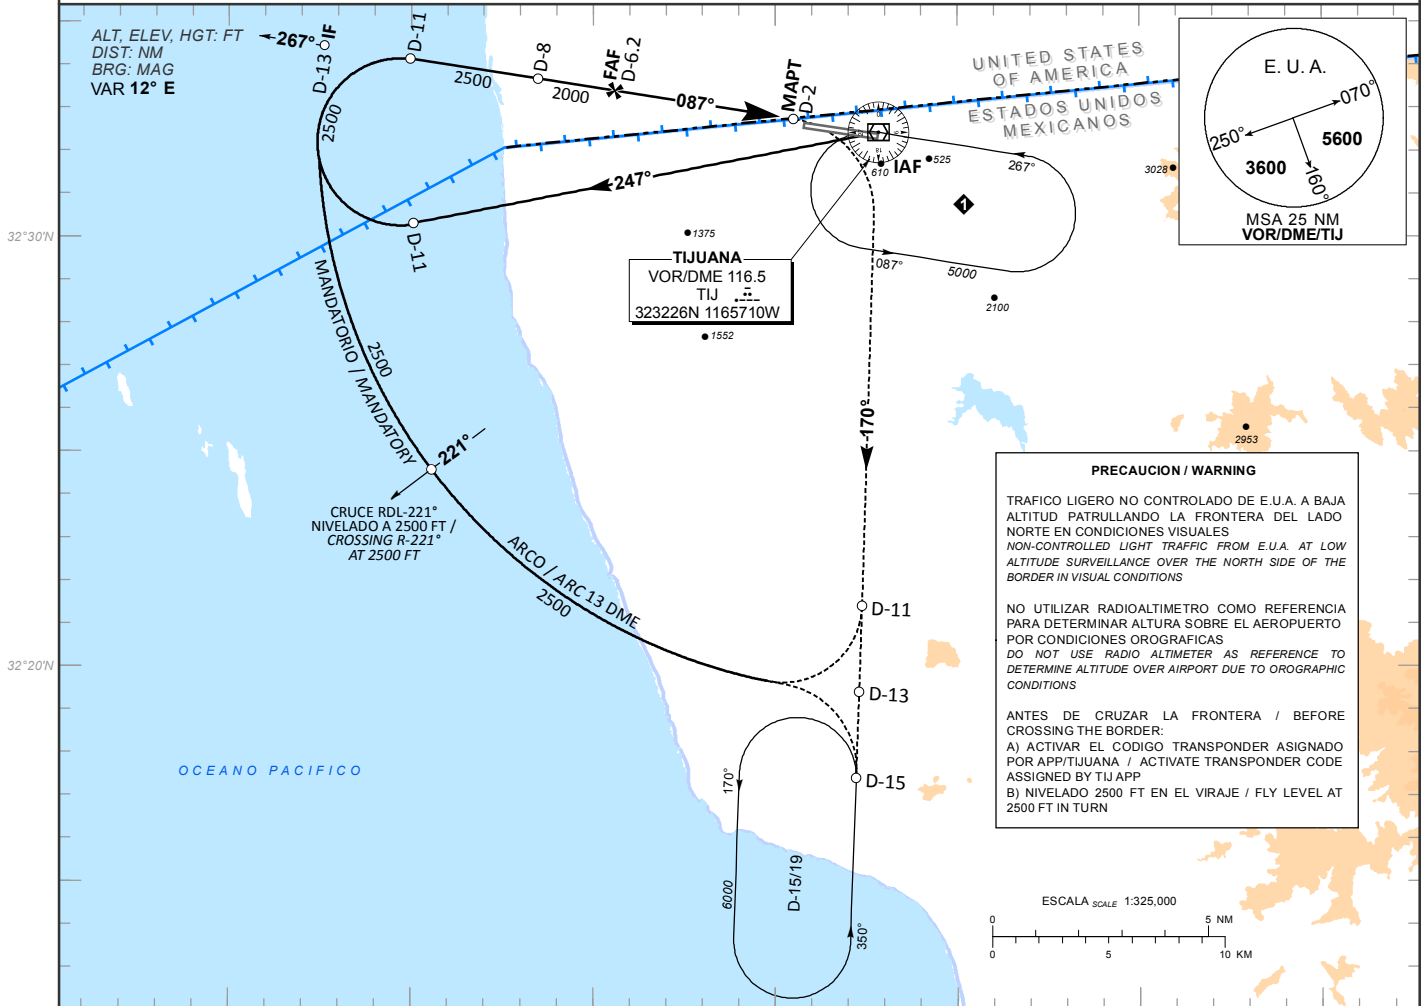 ALT, ELEV, HGT: FT
DIST: NM
BRG: MAG
VAR 12° E
267°
D-13 IF
D-11
D-8
FAF
D-6.2
2500
2000
087°
MAPT
D-2
UNITED STATES
OF AMERICA
ESTADOS UNIDOS
MEXICANOS
E. U. A.
070°
250°
5600
3600
160°
MSA 25 NM
VOR/DME/TIJ
2500
247°
D-11
610
IAF
525
267°
1
087°
5000
3028
2100
1375
TIJUANA
VOR/DME 116.5
TIJ
323226N 1165710W
1552
32°30'N
MANDATORIO / MANDATORY
2500
221°
CRUCE RDL-221°
NIVELADO A 2500 FT /
CROSSING R-221°
AT 2500 FT
ARCO / ARC 13 DME
2500
170°
D-11
D-13
D-15
170°
6000
D-15/19
350°
32°20'N
OCEANO PACIFICO
2953
PRECAUCION / WARNING
TRAFICO LIGERO NO CONTROLADO DE E.U.A. A BAJA
ALTITUD PATRULLANDO LA FRONTERA DEL LADO
NORTE EN CONDICIONES VISUALES
NON-CONTROLLED LIGHT TRAFFIC FROM E.U.A. AT LOW
ALTITUDE SURVEILLANCE OVER THE NORTH SIDE OF THE
BORDER IN VISUAL CONDITIONS
NO UTILIZAR RADIOALTIMETRO COMO REFERENCIA
PARA DETERMINAR ALTURA SOBRE EL AEROPUERTO
POR CONDICIONES OROGRAFICAS
DO NOT USE RADIO ALTIMETER AS REFERENCE TO
DETERMINE ALTITUDE OVER AIRPORT DUE TO OROGRAPHIC
CONDITIONS
ANTES DE CRUZAR LA FRONTERA / BEFORE
CROSSING THE BORDER:
A) ACTIVAR EL CODIGO TRANSPONDER ASIGNADO
POR APP/TIJUANA / ACTIVATE TRANSPONDER CODE
ASSIGNED BY TIJ APP
B) NIVELADO 2500 FT EN EL VIRAJE / FLY LEVEL AT
2500 FT IN TURN
ESCALA SCALE 1:325,000
0 5 NM
0 5 10 KM